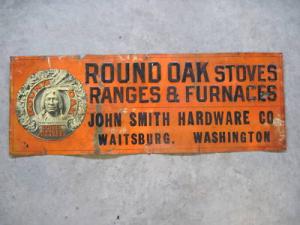 ROUND OAK STOVES
RANGES & FURNACES
JOHN SMITH HARDWARE CO
WAITSBURG, WASHINGTON